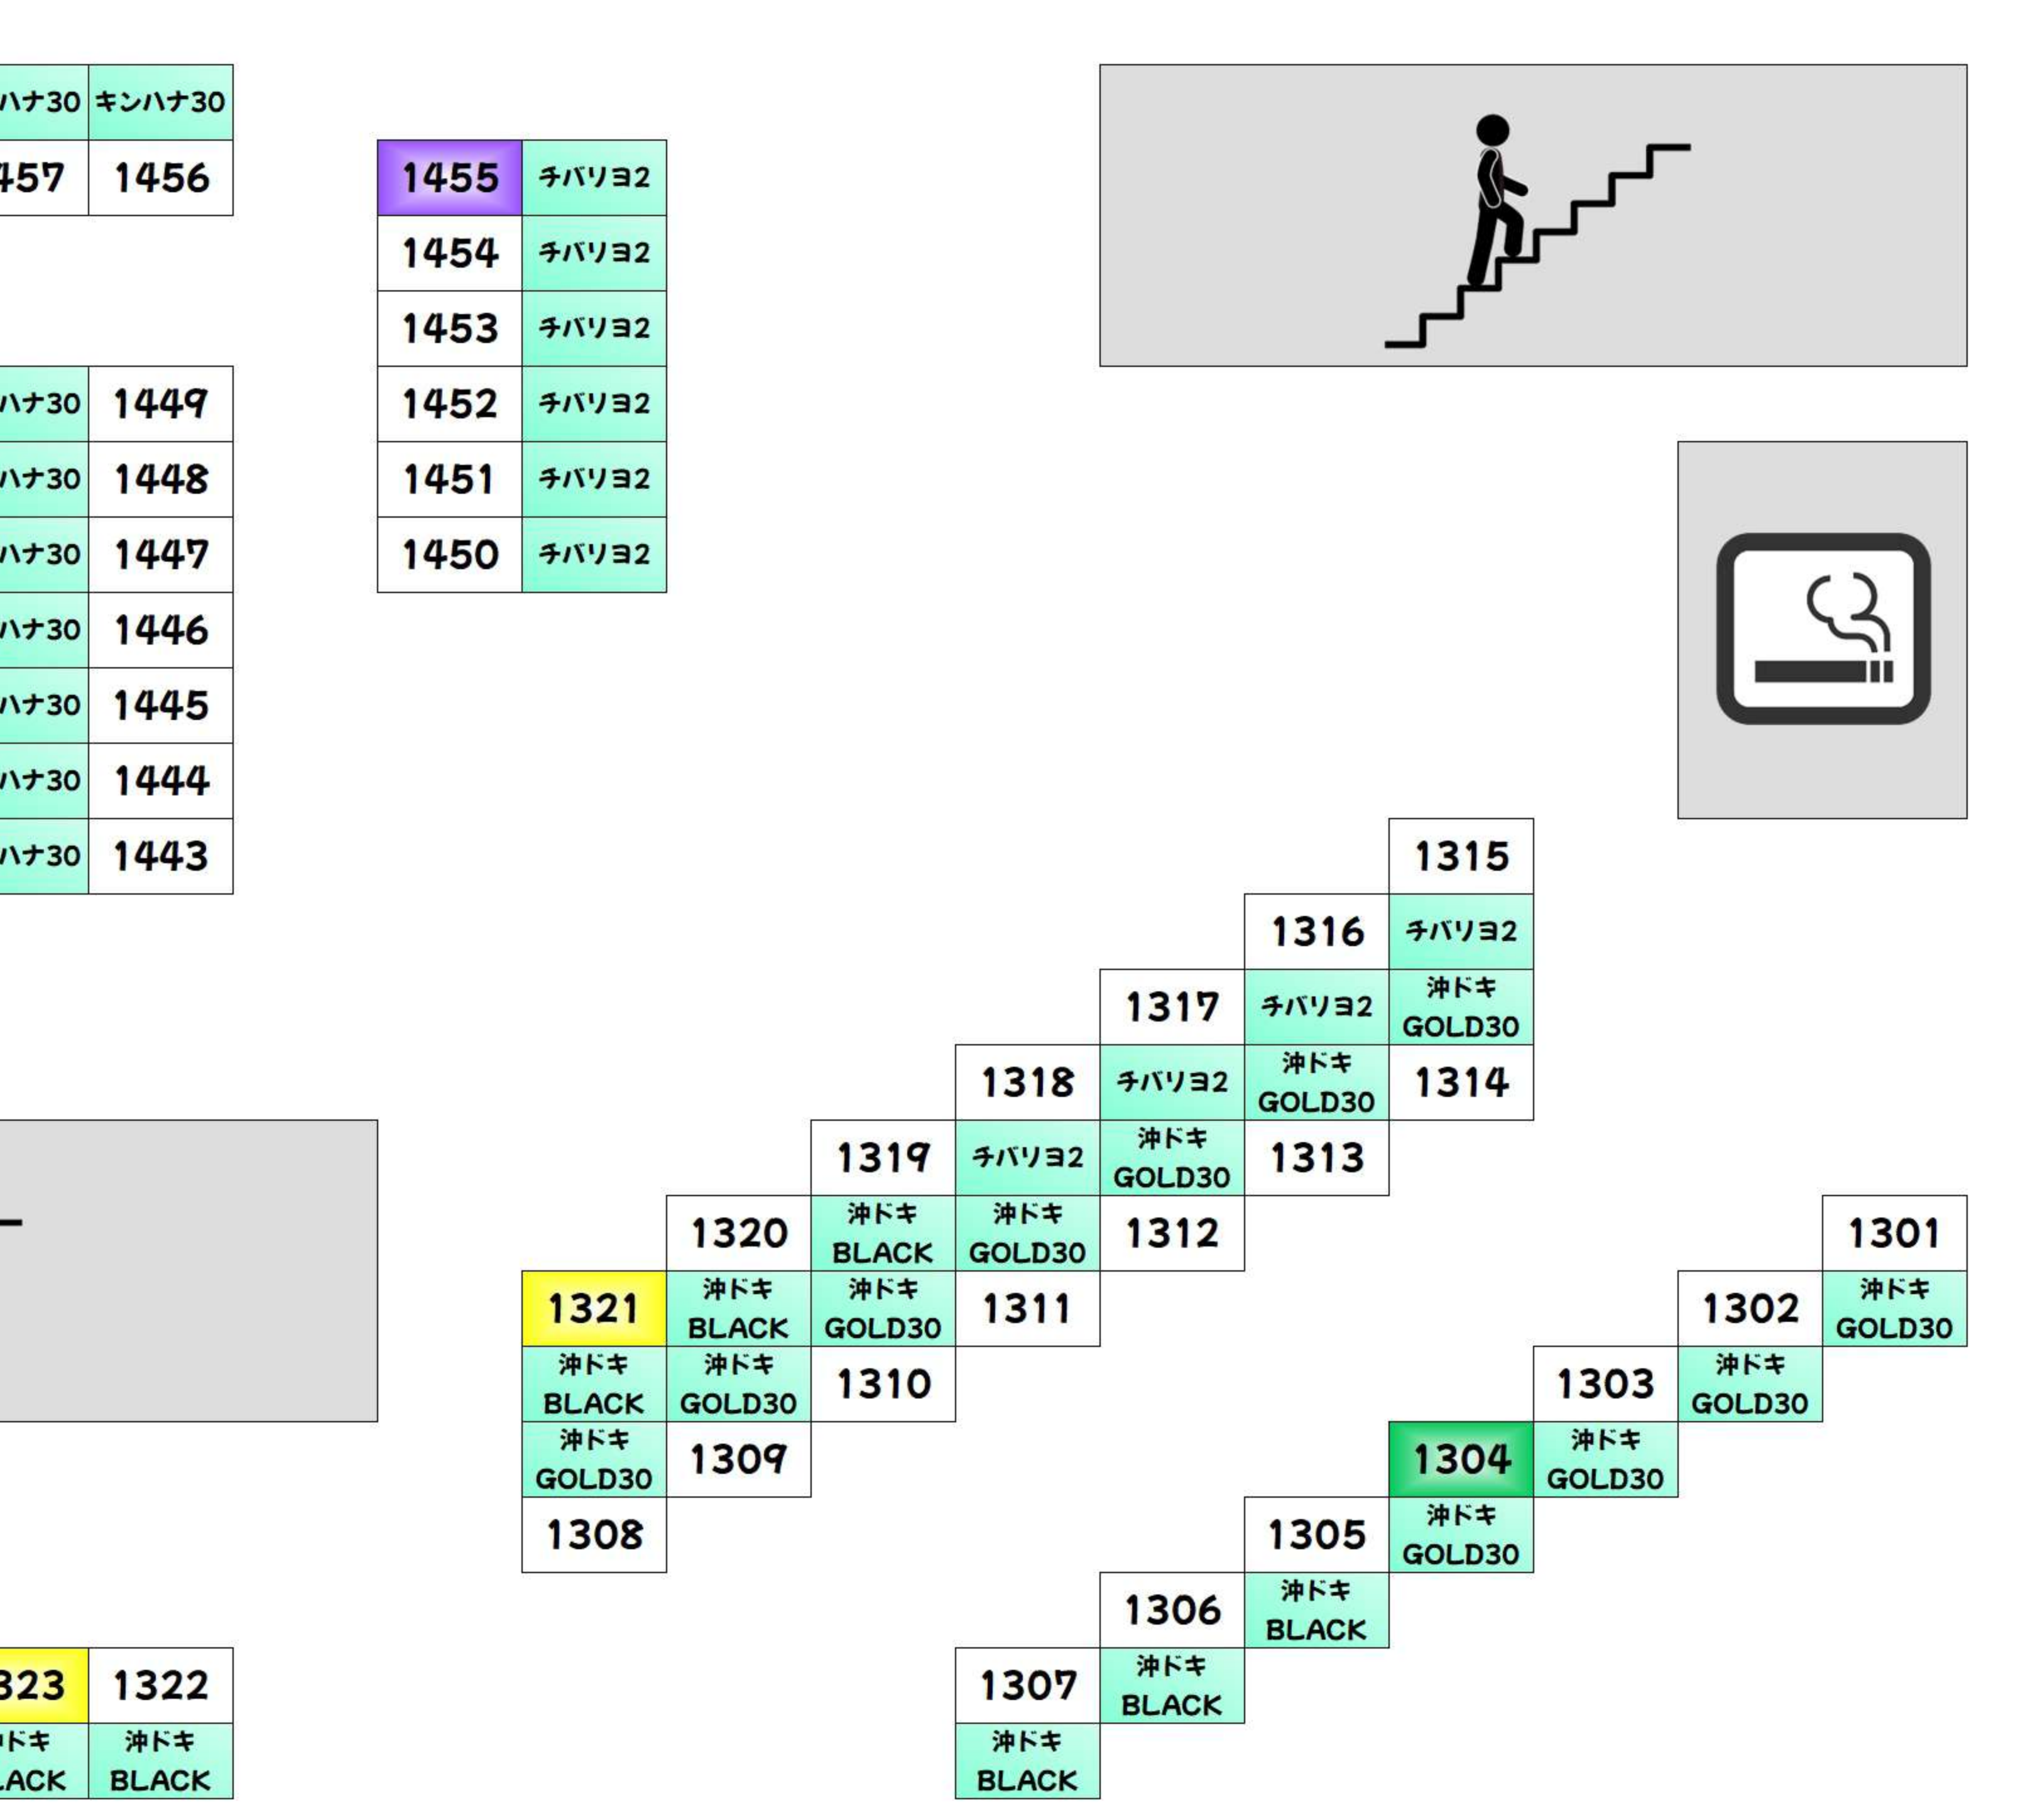 ハナ30 キンハナ30
457 1456
1455 チバリヨ2
1454 チバリヨ2
1453 チバリヨ2
1452 チバリヨ2
1451 チバリヨ2
1450 チバリヨ2
ハナ30 1449
ハナ30 1448
ハナ30 1447
ハナ30 1446
ハナ30 1445
ハナ30 1444
ハナ30 1443
1315
1316 チバリヨ2
1317 チバリヨ2 沖ドキ
GOLD30
1318 チバリヨ2 沖ドキ
GOLD30 1314
1319 チバリヨ2 沖ドキ
GOLD30 1313
1320 沖ドキ
BLACK 沖ドキ
GOLD30 1312
1321 沖ドキ
BLACK 沖ドキ
GOLD30 1311
沖ドキ
BLACK 沖ドキ
GOLD30 1310
沖ドキ
GOLD30 1309
1308
1301
1302 沖ドキ
GOLD30
1303 沖ドキ
GOLD30
1304 沖ドキ
GOLD30
1305 沖ドキ
GOLD30
1306 沖ドキ
BLACK
1307 沖ドキ
BLACK
沖ドキ
BLACK
323 1322
ドキ 沖ドキ
ACK BLACK